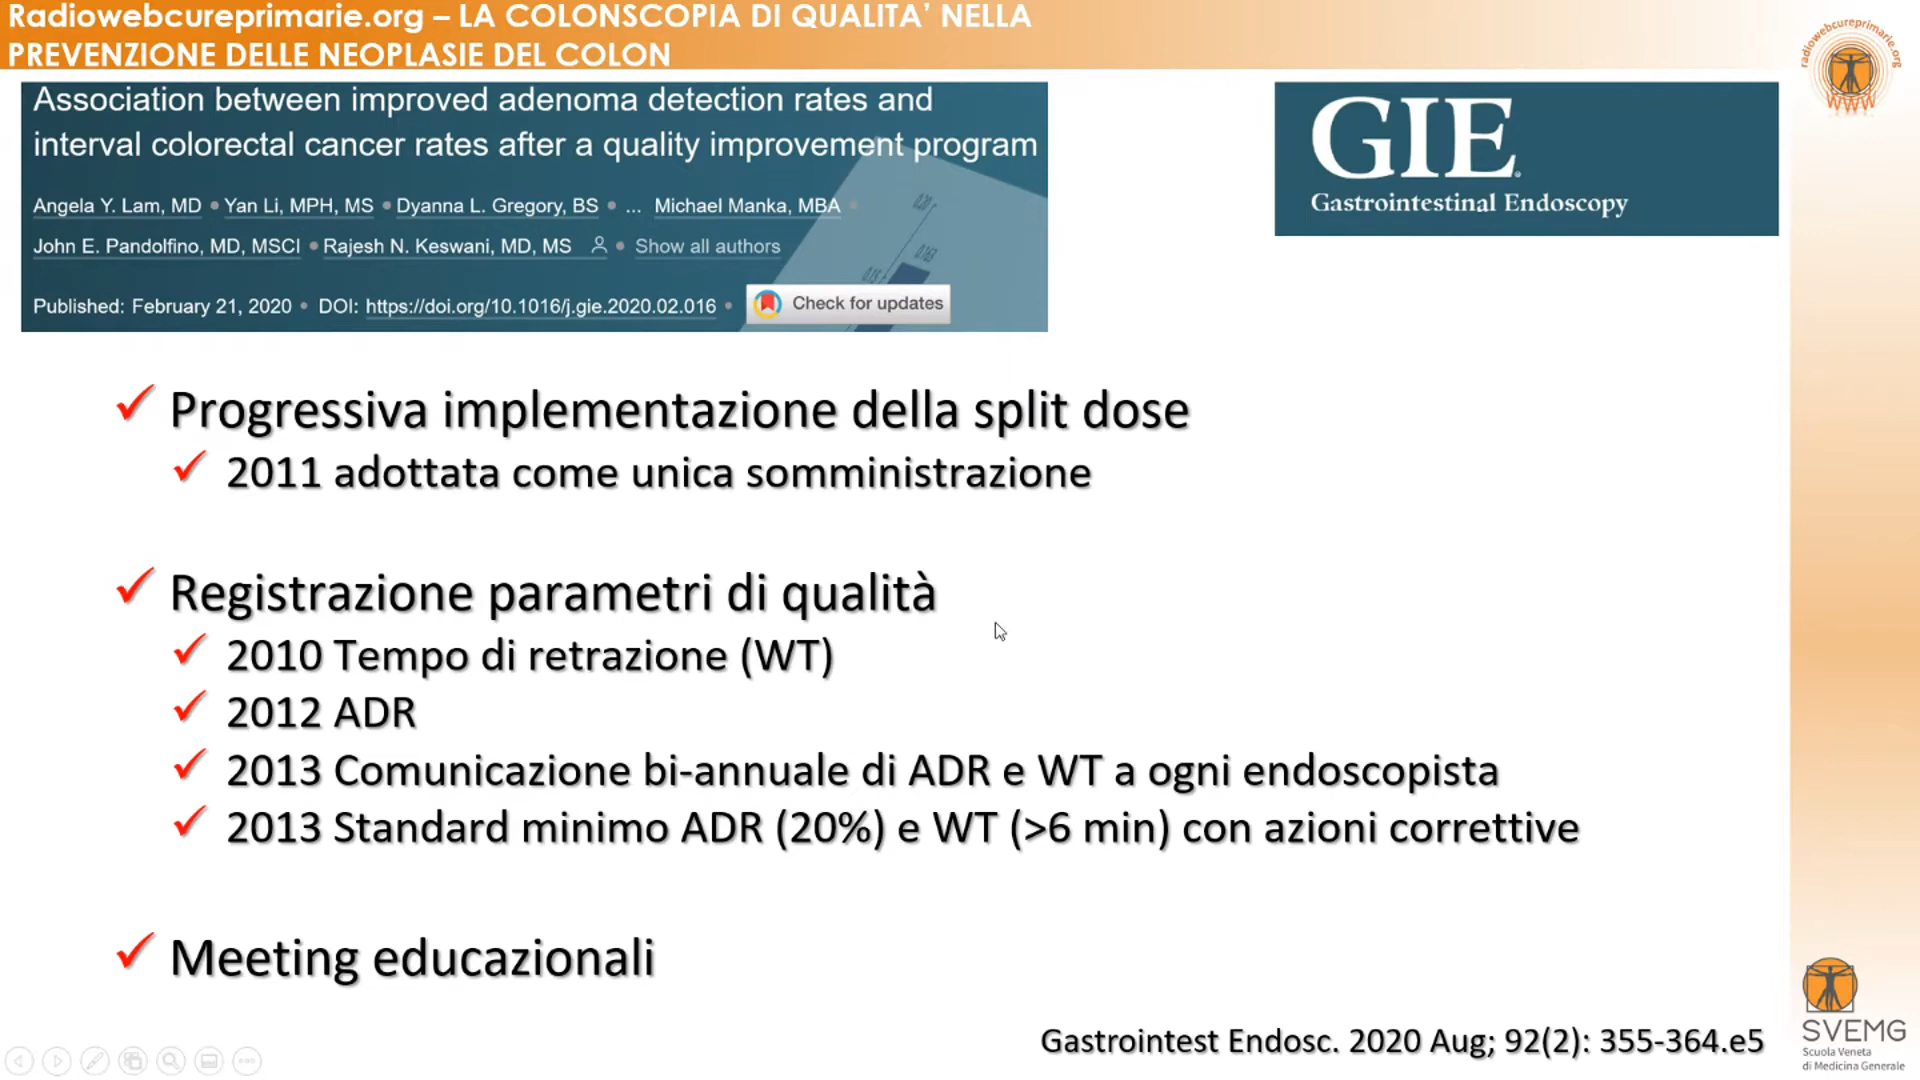 Radiowebcureprimarie.org – LA COLONSCOPIA DI QUALITA’ NELLA
PREVENZIONE DELLE NEOPLASIE DEL COLON
radiowebcureprimarie.org
WWW
Association between improved adenoma detection rates and
interval colorectal cancer rates after a quality improvement program
Angela Y. Lam, MD • Yan Li, MPH, MS • Dyanna L. Gregory, BS • ... Michael Manka, MBA •
John E. Pandolfino, MD, MSCI • Rajesh N. Keswani, MD, MS • Show all authors
Published: February 21, 2020 • DOI: https://doi.org/10.1016/j.gie.2020.02.016 •
Check for updates
GIE
Gastrointestinal Endoscopy
✓ Progressiva implementazione della split dose
✓ 2011 adottata come unica somministrazione
✓ Registrazione parametri di qualità
✓ 2010 Tempo di retrazione (WT)
✓ 2012 ADR
✓ 2013 Comunicazione bi-annuale di ADR e WT a ogni endoscopista
✓ 2013 Standard minimo ADR (20%) e WT (>6 min) con azioni correttive
✓ Meeting educazionali
Gastrointest Endosc. 2020 Aug; 92(2): 355-364.e5
SVEMG
Scuola Veneta
di Medicina Generale